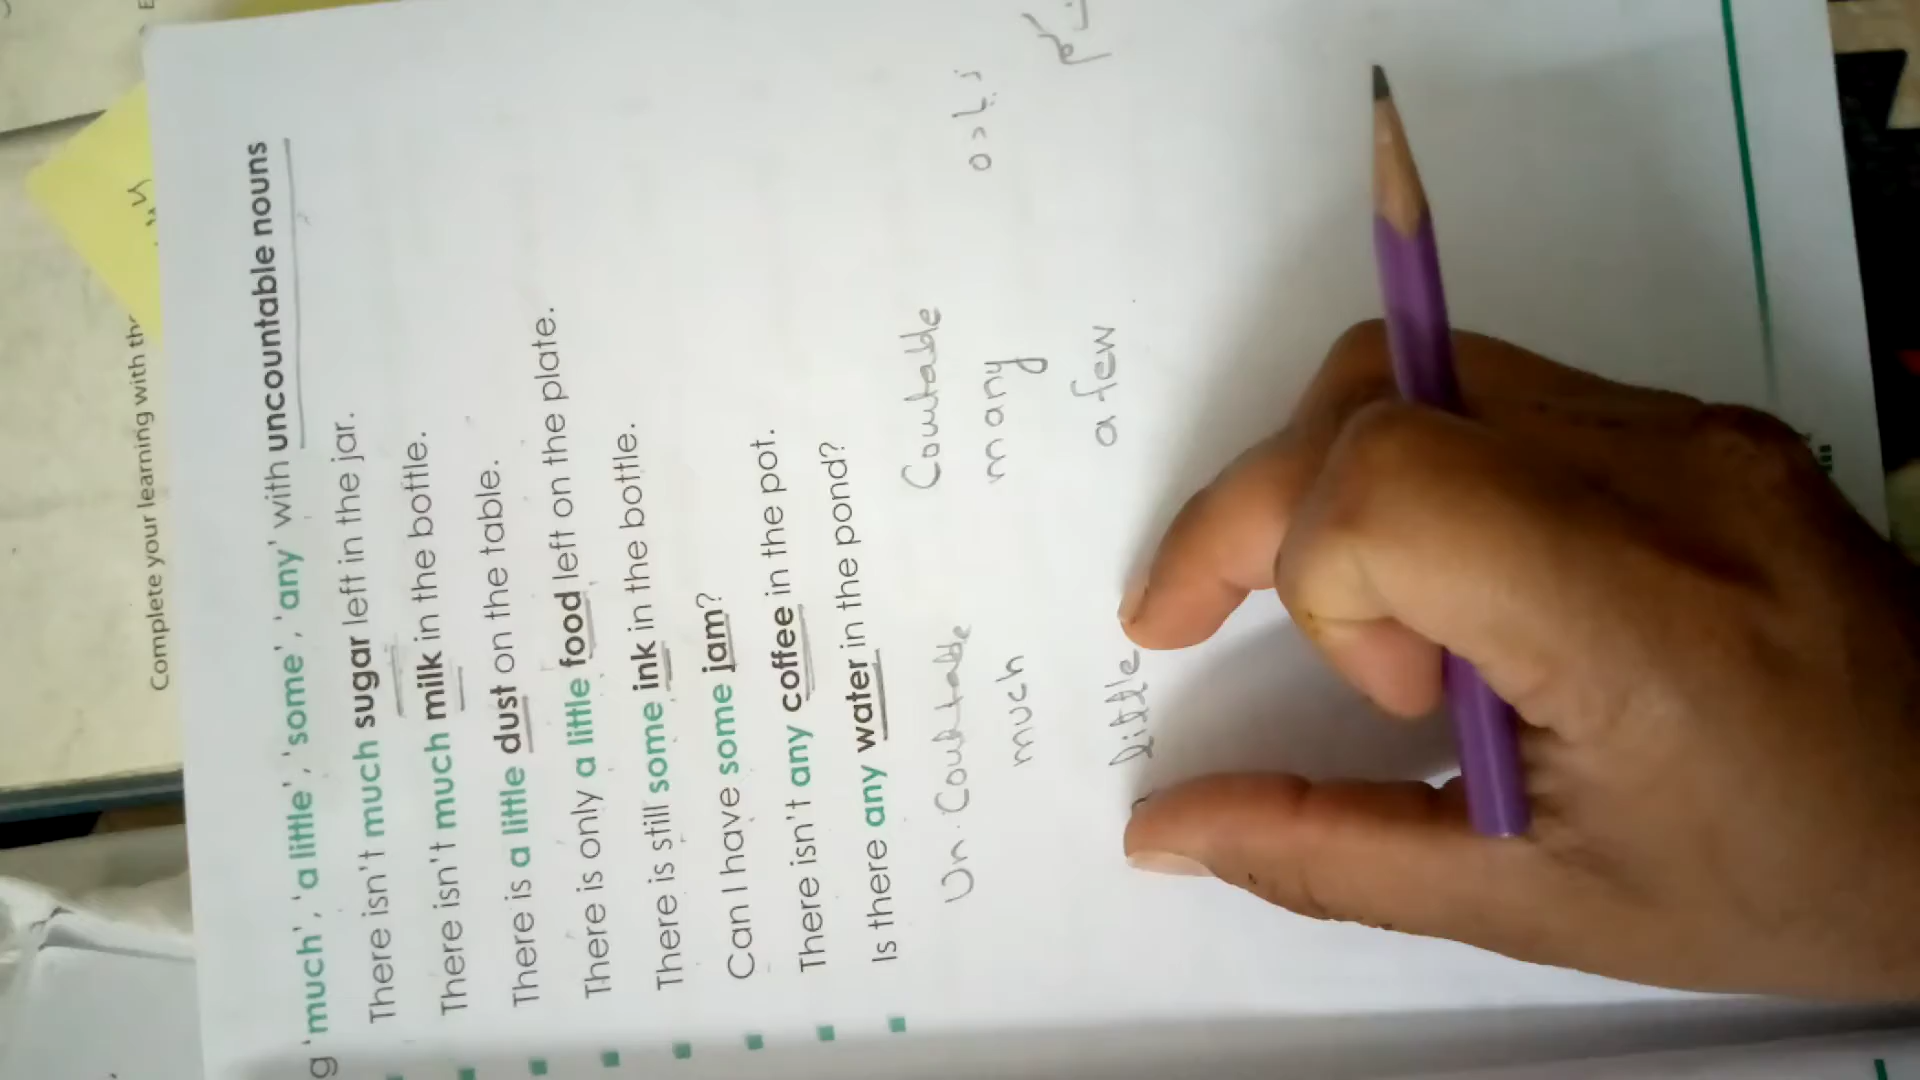 Complete your learning with the
g 'much', 'a little', 'some', 'any' with uncountable nouns
There isn't much sugar left in the jar.
There isn't much milk in the bottle.
There is a little dust on the table.
There is only a little food left on the plate.
There is still some ink in the bottle.
Can I have some jam?
There isn't any coffee in the pot.
Is there any water in the pond?
Un.Countable Countable
much many
little a few